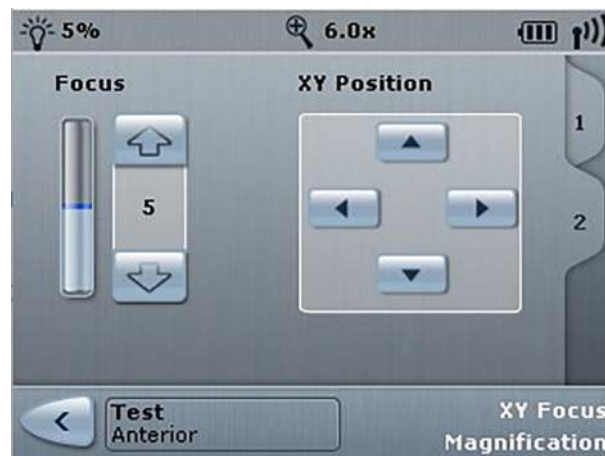 5%
6.0x
Focus
XY Position
1
5
2
Test
Anterior
XY Focus
Magnification